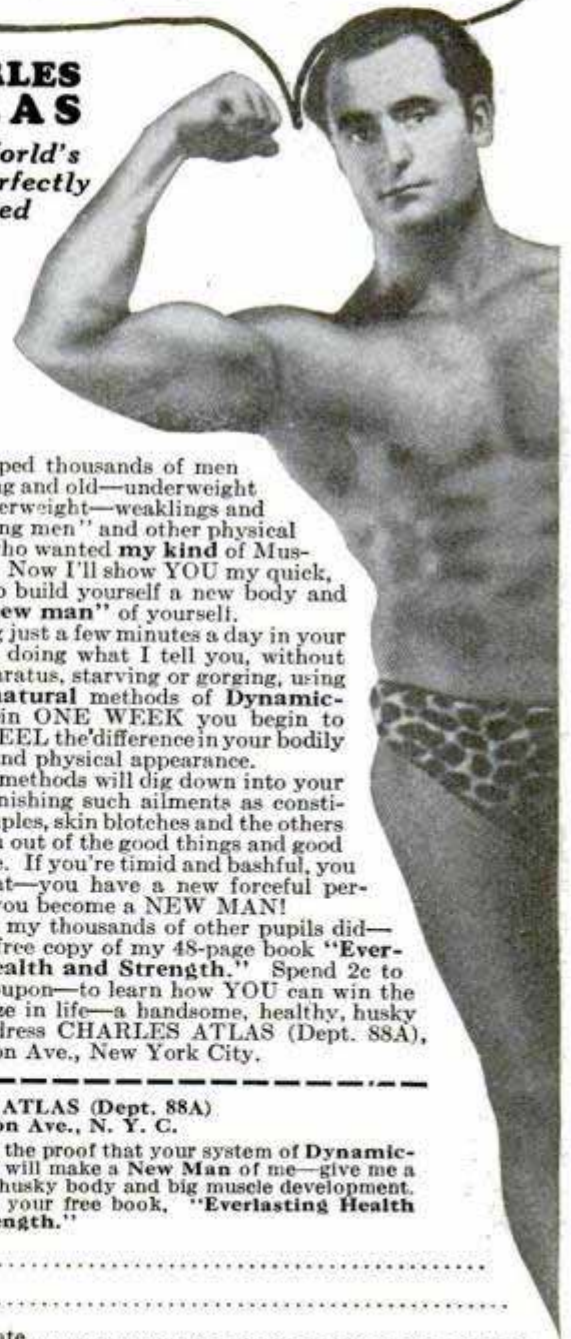 RLES
AS
orld's
rfectly
ed
ped thousands of men
g and old—underweight
erweight—weaklings and
ng men" and other physical
ho wanted my kind of Mus-
Now I'll show YOU my quick,
o build yourself a new body and
ew man" of yourself.
g just a few minutes a day in your
doing what I tell you, without
aratus, starving or gorging, using
natural methods of Dynamic-
in ONE WEEK you begin to
EEL the difference in your bodily
nd physical appearance.
methods will dig down into your
nishing such ailments as consti-
ples, skin blotches and the others
u out of the good things and good
e. If you're timid and bashful, you
nt—you have a new forceful per-
ou become a NEW MAN!
my thousands of other pupils did—
free copy of my 48-page book "Ever-
ealth and Strength." Spend 2c to
oupon—to learn how YOU can win the
ze in life—a handsome, healthy, husky
dress CHARLES ATLAS (Dept. 88A),
on Ave., New York City.
ATLAS (Dept. 88A)
on Ave., N. Y. C.
the proof that your system of Dynamic-
will make a New Man of me—give me a
husky body and big muscle development.
your free book, "Everlasting Health
ength."
ate